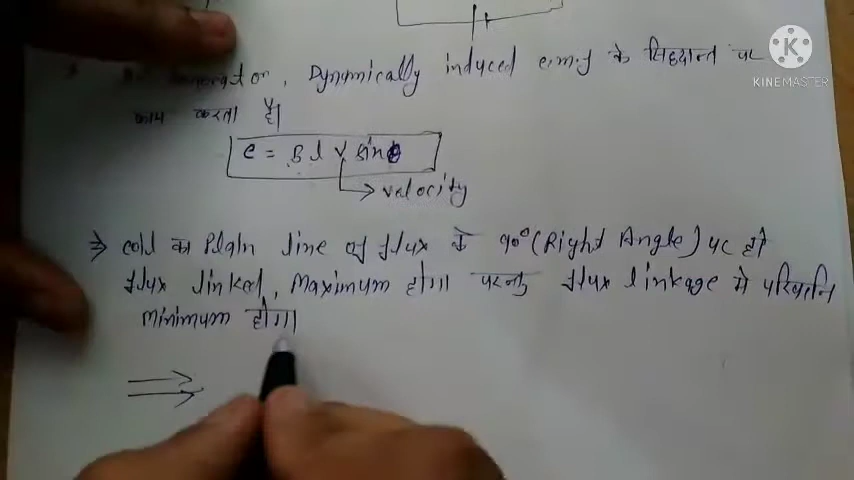 generator, Dynamically induced e.m.f के सिद्धान्त पर
काम करता है।
e = B l v sinθ
→ velocity
⇒ coil का Plain line of flux के 90° (Right Angle) पर हो
flux linked, maximum होगा परन्तु flux linkage मे परिवर्तन
minimum होगा
K
KINEMASTER